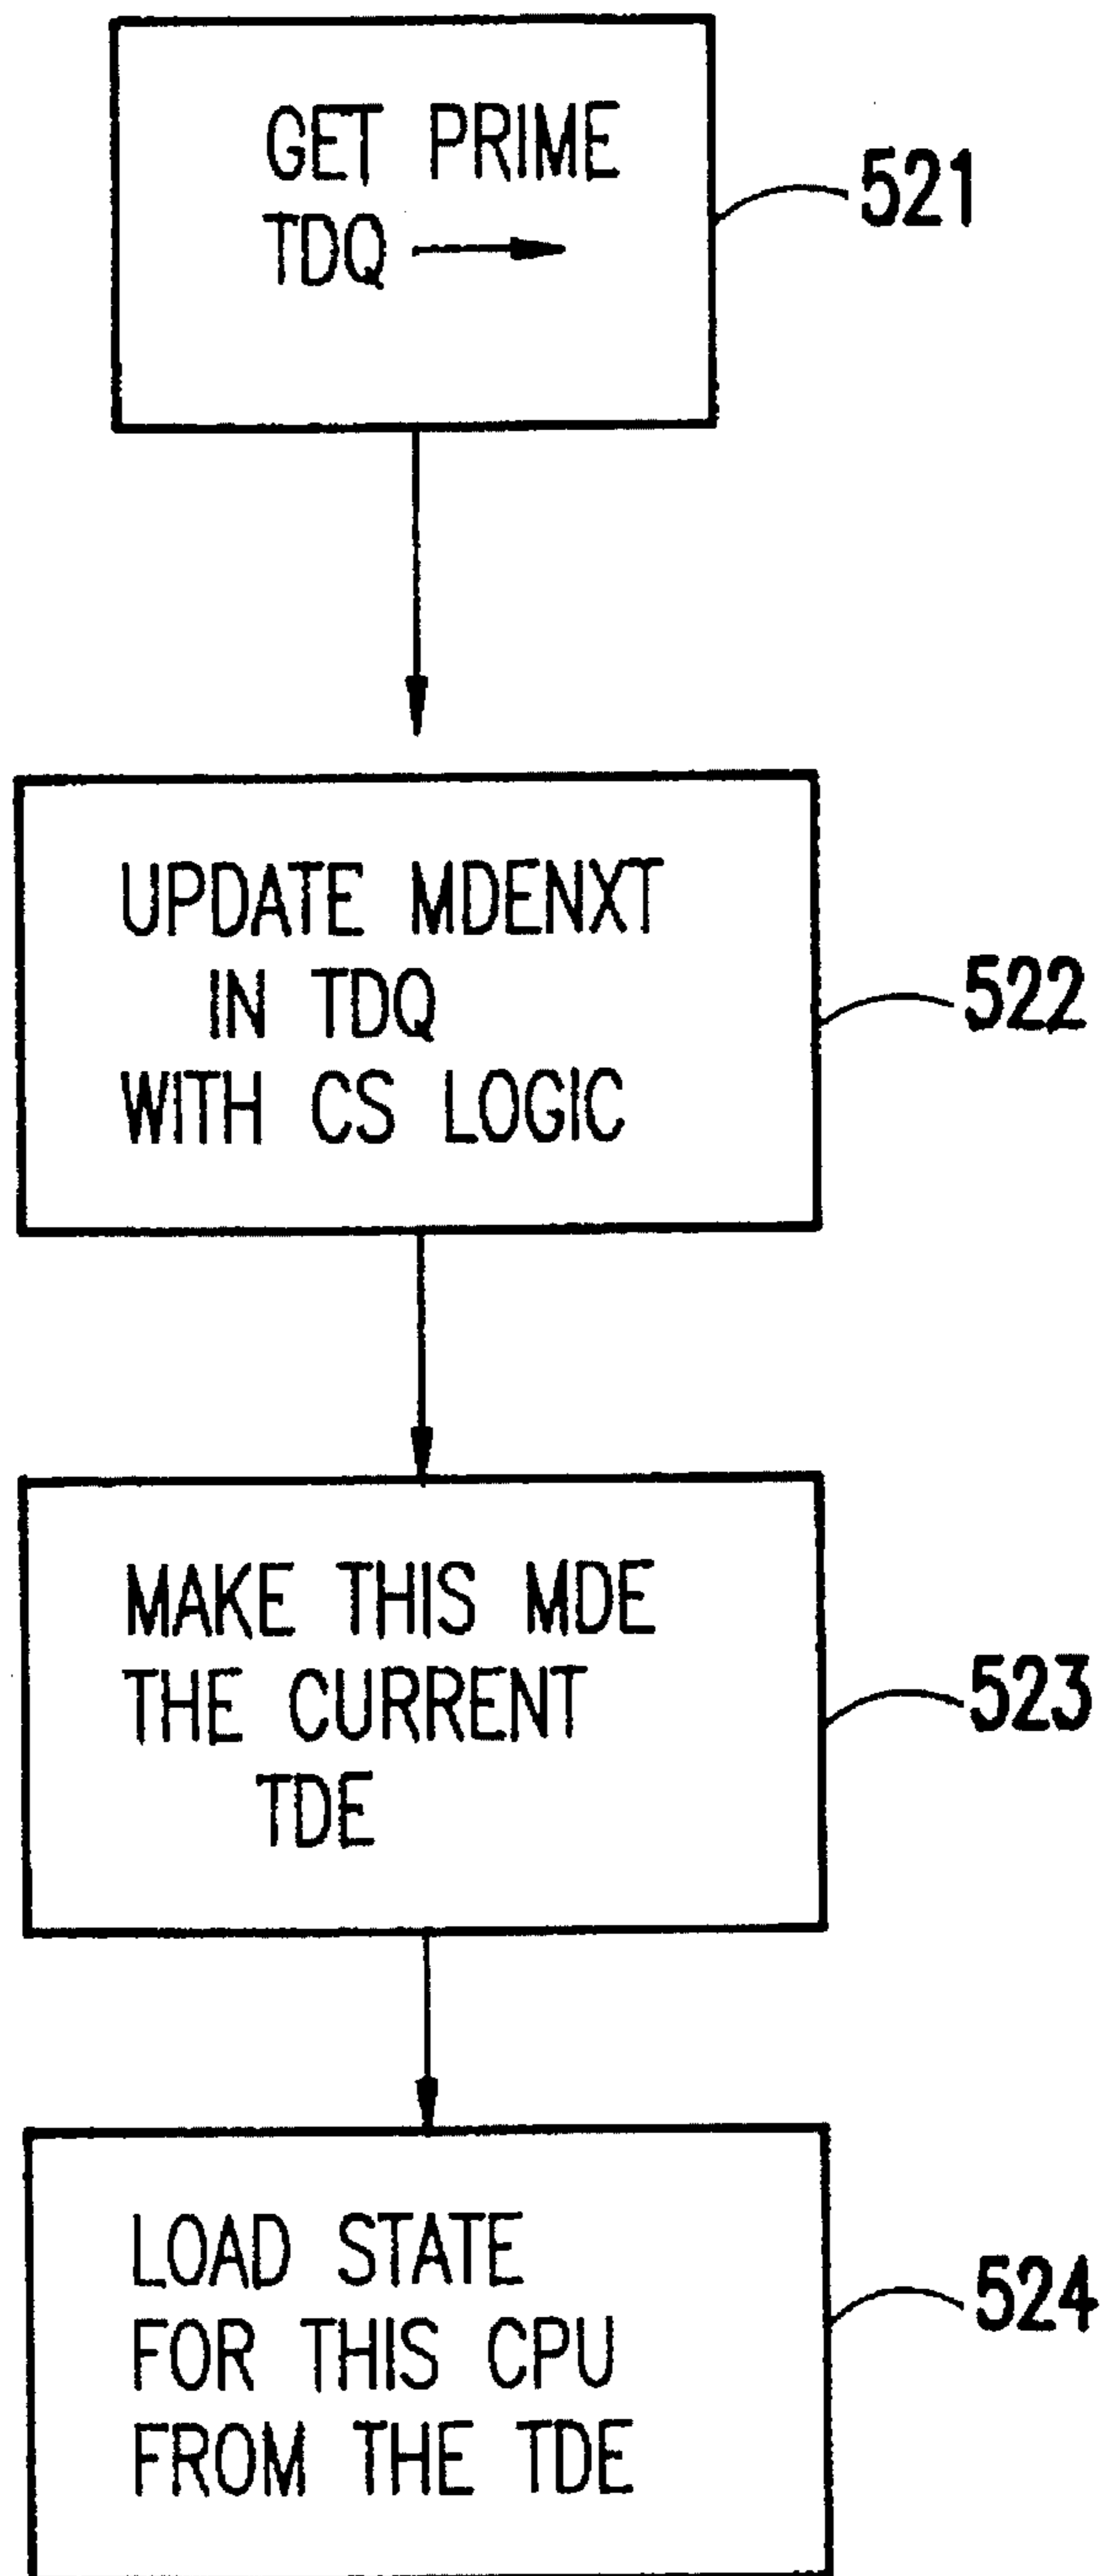 GET PRIME
TDQ →
521
UPDATE MDENXT
IN TDQ
WITH CS LOGIC
522
MAKE THIS MDE
THE CURRENT
TDE
523
LOAD STATE
FOR THIS CPU
FROM THE TDE
524